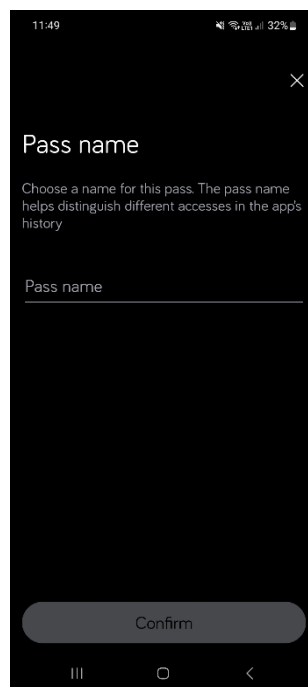 11:49 32%
Pass name
Choose a name for this pass. The pass name
helps distinguish different accesses in the app's
history
Pass name
Confirm